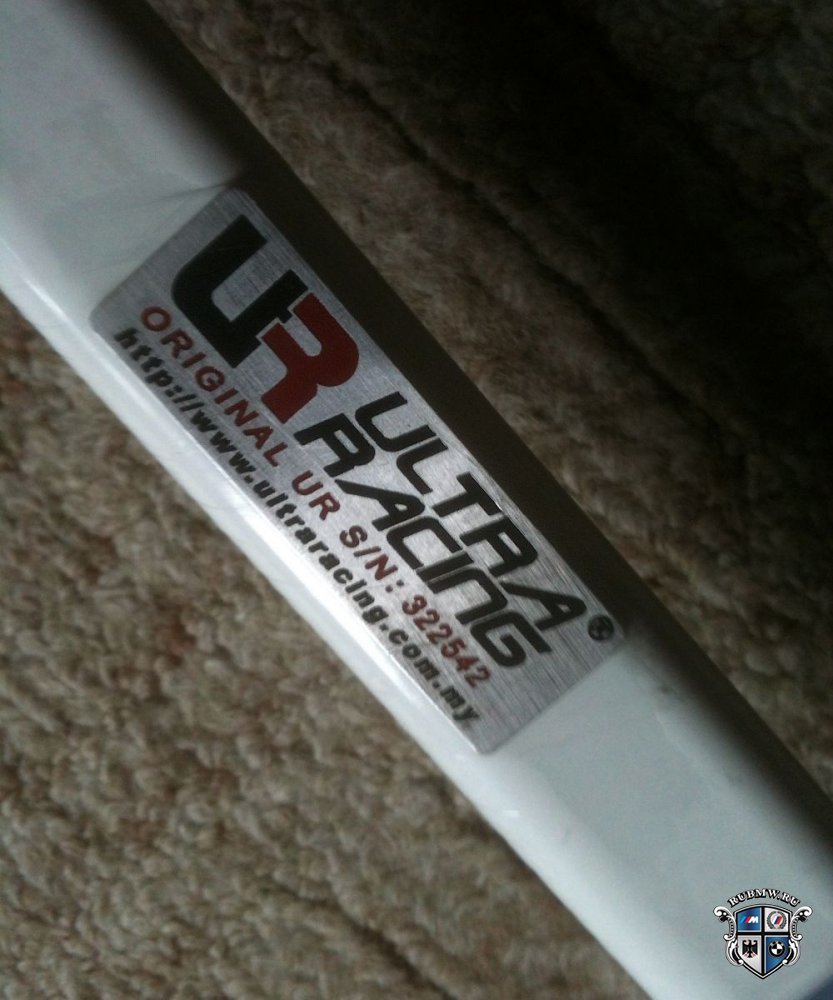 UR
ULTRA
RACING®
ORIGINAL UR S/N: 322542
http://www.ultraracing.com.my
RUBMW.RU